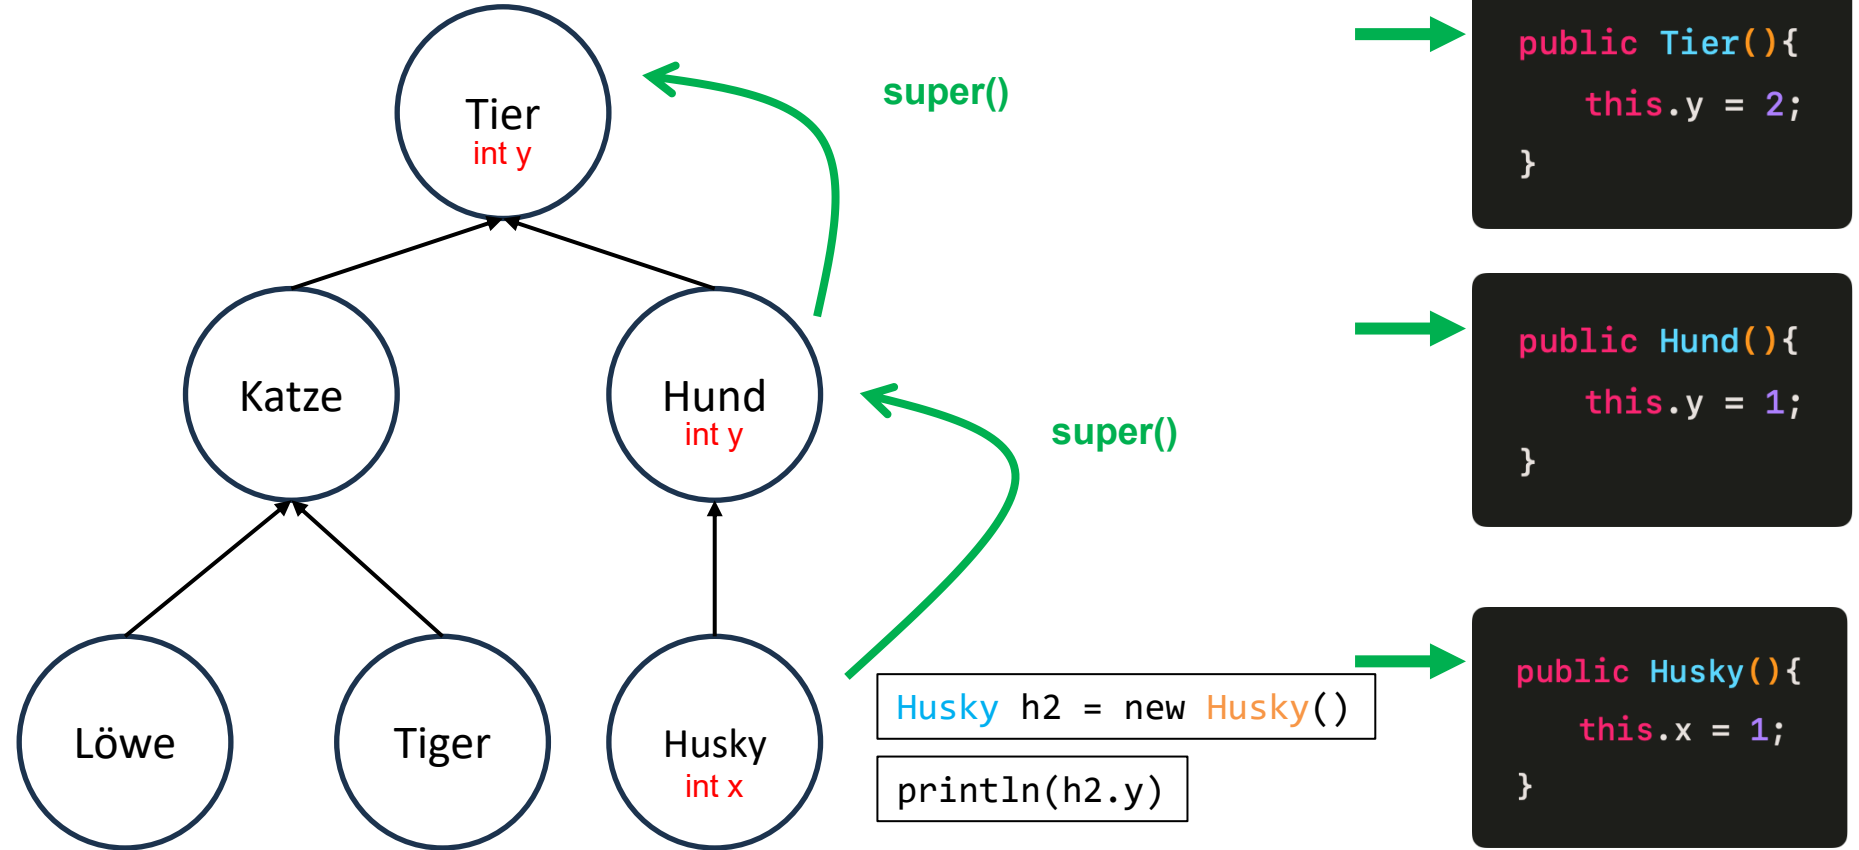 Tier
int y
super()
Katze
Hund
int y
super()
Löwe
Tiger
Husky
int x
Husky h2 = new Husky()
println(h2.y)
public Tier(){
this.y = 2;
}
public Hund(){
this.y = 1;
}
public Husky(){
this.x = 1;
}